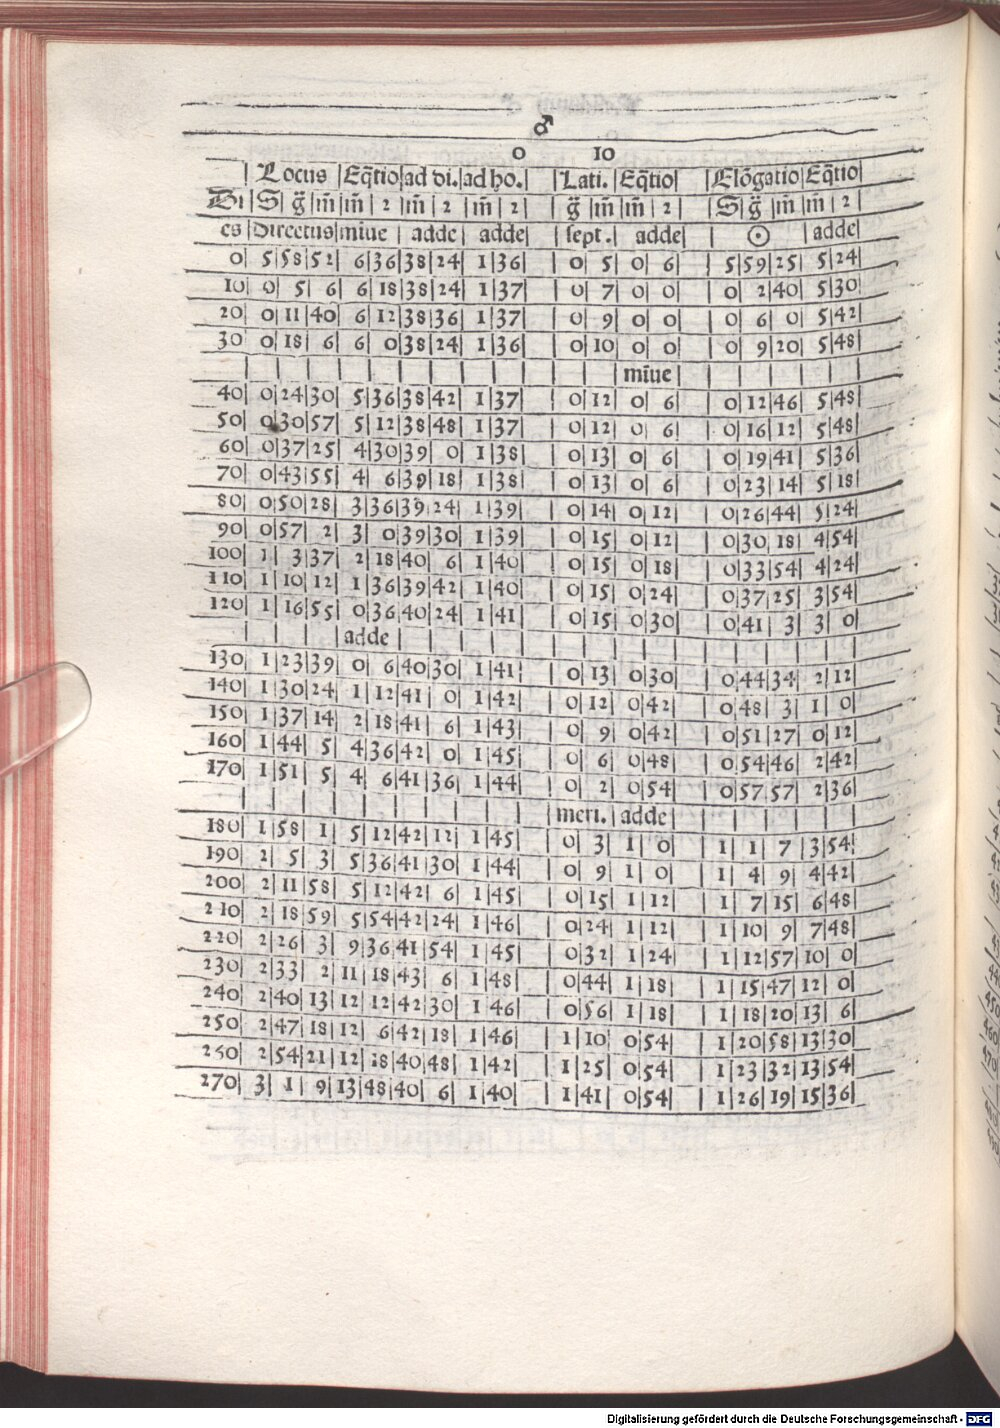 ♂
0 10
Locus | Eq̃tio | ad di. | ad ho. | Lati. | Eq̃tio | Elõgatio | Eq̃tio
Di | S | g̃ | m̃ | m̃ | 2 | m̃ | 2 | m̃ | 2 | g̃ | m̃ | m̃ | 2 | S | g̃ | m̃ | m̃ | 2
es | directus | miue | adde | adde | sept. | adde | ☉ | adde
0 | 5 | 58 | 52 | 6 | 36 | 38 | 24 | 1 | 36 | 0 | 5 | 0 | 6 | 5 | 59 | 25 | 5 | 24
10 | 0 | 5 | 6 | 6 | 18 | 38 | 24 | 1 | 37 | 0 | 7 | 0 | 0 | 0 | 2 | 40 | 5 | 30
20 | 0 | 11 | 40 | 6 | 12 | 38 | 36 | 1 | 37 | 0 | 9 | 0 | 0 | 0 | 6 | 0 | 5 | 42
30 | 0 | 18 | 6 | 6 | 0 | 38 | 24 | 1 | 36 | 0 | 10 | 0 | 0 | 0 | 9 | 20 | 5 | 48
mĩue
40 | 0 | 24 | 30 | 5 | 36 | 38 | 42 | 1 | 37 | 0 | 12 | 0 | 6 | 0 | 12 | 46 | 5 | 48
50 | 0 | 30 | 57 | 5 | 12 | 38 | 48 | 1 | 37 | 0 | 12 | 0 | 6 | 0 | 16 | 12 | 5 | 48
60 | 0 | 37 | 25 | 4 | 30 | 39 | 0 | 1 | 38 | 0 | 13 | 0 | 6 | 0 | 19 | 41 | 5 | 36
70 | 0 | 43 | 55 | 4 | 6 | 39 | 18 | 1 | 38 | 0 | 13 | 0 | 6 | 0 | 23 | 14 | 5 | 18
80 | 0 | 50 | 28 | 3 | 36 | 39 | 24 | 1 | 39 | 0 | 14 | 0 | 12 | 0 | 26 | 44 | 5 | 24
90 | 0 | 57 | 2 | 3 | 0 | 39 | 30 | 1 | 39 | 0 | 15 | 0 | 12 | 0 | 30 | 18 | 4 | 54
100 | 1 | 3 | 37 | 2 | 18 | 40 | 6 | 1 | 40 | 0 | 15 | 0 | 18 | 0 | 33 | 54 | 4 | 24
110 | 1 | 10 | 12 | 1 | 36 | 39 | 42 | 1 | 40 | 0 | 15 | 0 | 24 | 0 | 37 | 25 | 3 | 54
120 | 1 | 16 | 55 | 0 | 36 | 40 | 24 | 1 | 41 | 0 | 15 | 0 | 30 | 0 | 41 | 3 | 3 | 0
adde
130 | 1 | 23 | 39 | 0 | 6 | 40 | 30 | 1 | 41 | 0 | 13 | 0 | 30 | 0 | 44 | 34 | 2 | 12
140 | 1 | 30 | 24 | 1 | 12 | 41 | 0 | 1 | 42 | 0 | 12 | 0 | 42 | 0 | 48 | 3 | 1 | 0
150 | 1 | 37 | 14 | 2 | 18 | 41 | 6 | 1 | 43 | 0 | 9 | 0 | 42 | 0 | 51 | 27 | 0 | 12
160 | 1 | 44 | 5 | 4 | 36 | 42 | 0 | 1 | 45 | 0 | 6 | 0 | 48 | 0 | 54 | 46 | 2 | 42
170 | 1 | 51 | 5 | 4 | 6 | 41 | 36 | 1 | 44 | 0 | 2 | 0 | 54 | 0 | 57 | 57 | 2 | 36
meri. | adde
180 | 1 | 58 | 1 | 5 | 12 | 42 | 12 | 1 | 45 | 0 | 3 | 1 | 0 | 1 | 1 | 7 | 3 | 54
190 | 2 | 5 | 3 | 5 | 36 | 41 | 30 | 1 | 44 | 0 | 9 | 1 | 0 | 1 | 4 | 9 | 4 | 42
200 | 2 | 11 | 58 | 5 | 12 | 42 | 6 | 1 | 45 | 0 | 15 | 1 | 12 | 1 | 7 | 15 | 6 | 48
210 | 2 | 18 | 59 | 5 | 54 | 42 | 24 | 1 | 46 | 0 | 24 | 1 | 12 | 1 | 10 | 9 | 7 | 48
220 | 2 | 26 | 3 | 9 | 36 | 41 | 54 | 1 | 45 | 0 | 32 | 1 | 24 | 1 | 12 | 57 | 10 | 0
230 | 2 | 33 | 2 | 11 | 18 | 43 | 6 | 1 | 48 | 0 | 44 | 1 | 18 | 1 | 15 | 47 | 12 | 0
240 | 2 | 40 | 13 | 12 | 12 | 42 | 30 | 1 | 46 | 0 | 56 | 1 | 18 | 1 | 18 | 20 | 13 | 6
250 | 2 | 47 | 18 | 12 | 6 | 42 | 18 | 1 | 46 | 1 | 10 | 0 | 54 | 1 | 20 | 58 | 13 | 30
260 | 2 | 54 | 21 | 12 | 18 | 40 | 48 | 1 | 42 | 1 | 25 | 0 | 54 | 1 | 23 | 32 | 13 | 54
270 | 3 | 1 | 9 | 13 | 48 | 40 | 6 | 1 | 40 | 1 | 41 | 0 | 54 | 1 | 26 | 19 | 15 | 36
Digitalisierung gefördert durch die Deutsche Forschungsgemeinschaft - DFG